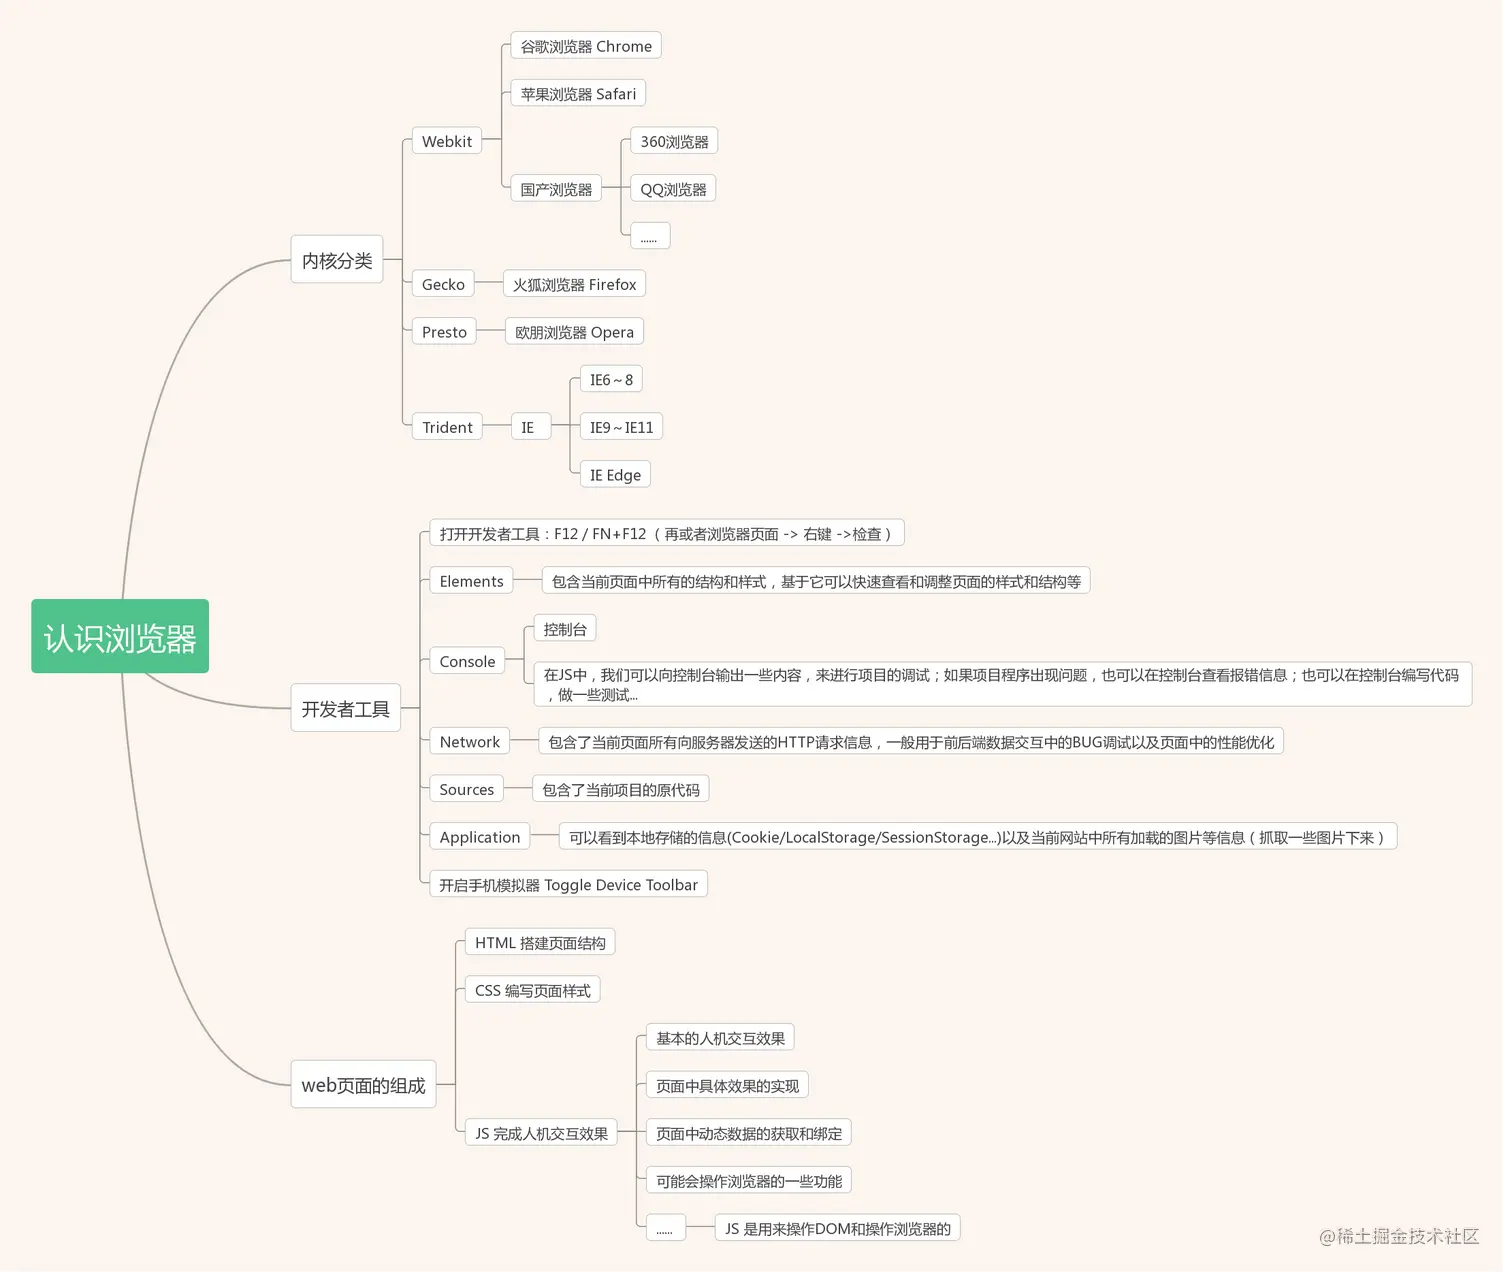 认识浏览器
内核分类
Webkit
谷歌浏览器 Chrome
苹果浏览器 Safari
国产浏览器
360浏览器
QQ浏览器
......
Gecko
火狐浏览器 Firefox
Presto
欧朋浏览器 Opera
Trident
IE
IE6～8
IE9～IE11
IE Edge
开发者工具
打开开发者工具：F12 / FN+F12 （ 再或者浏览器页面 -> 右键 ->检查 ）
Elements
包含当前页面中所有的结构和样式，基于它可以快速查看和调整页面的样式和结构等
Console
控制台
在JS中，我们可以向控制台输出一些内容，来进行项目的调试；如果项目程序出现问题，也可以在控制台查看报错信息；也可以在控制台编写代码
，做一些测试...
Network
包含了当前页面所有向服务器发送的HTTP请求信息，一般用于前后端数据交互中的BUG调试以及页面中的性能优化
Sources
包含了当前项目的原代码
Application
可以看到本地存储的信息(Cookie/LocalStorage/SessionStorage...)以及当前网站中所有加载的图片等信息（ 抓取一些图片下来 ）
开启手机模拟器 Toggle Device Toolbar
web页面的组成
HTML 搭建页面结构
CSS 编写页面样式
JS 完成人机交互效果
基本的人机交互效果
页面中具体效果的实现
页面中动态数据的获取和绑定
可能会操作浏览器的一些功能
......
JS 是用来操作DOM和操作浏览器的
@稀土掘金技术社区